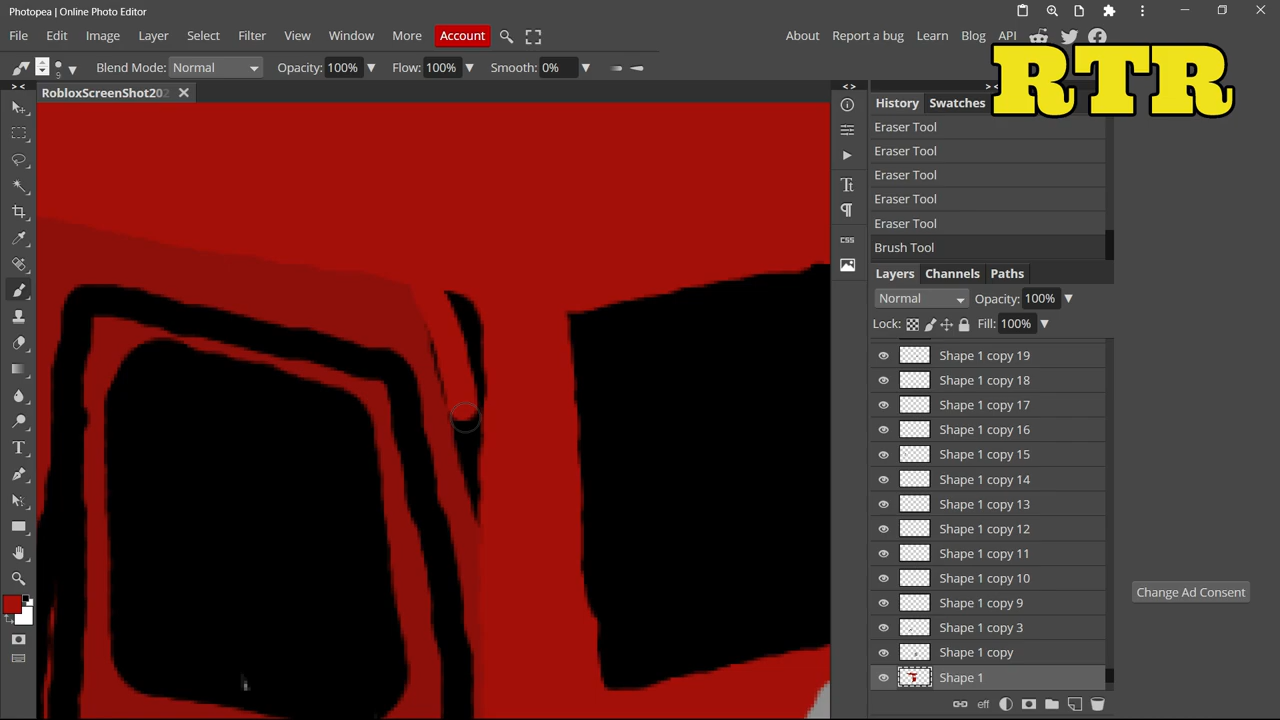 Photopea | Online Photo Editor
File Edit Image Layer Select Filter View Window More Account About Report a bug Learn Blog API
9 Blend Mode: Normal Opacity: 100% Flow: 100% Smooth: 0%
RTR
RobloxScreenShot202
History Swatches
Eraser Tool
Eraser Tool
Eraser Tool
Eraser Tool
Eraser Tool
Brush Tool
CSS
Layers Channels Paths
Normal Opacity: 100%
Lock: Fill: 100%
Shape 1 copy 19
Shape 1 copy 18
Shape 1 copy 17
Shape 1 copy 16
Shape 1 copy 15
Shape 1 copy 14
Shape 1 copy 13
Shape 1 copy 12
Shape 1 copy 11
Shape 1 copy 10
Shape 1 copy 9
Shape 1 copy 3
Shape 1 copy
Shape 1
eff
Change Ad Consent